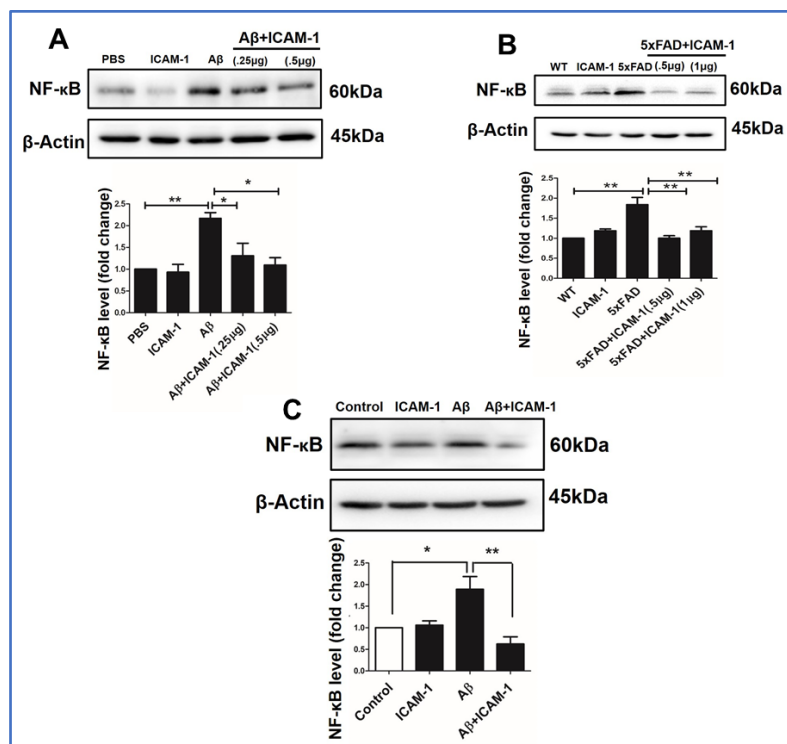 A
Aβ+ICAM-1
PBS ICAM-1 Aβ (.25μg) (.5μg)
NF-κB 60kDa
β-Actin 45kDa
NF-κB level (fold change)
2.5
2.0
1.5
1.0
0.5
0.0
** * *
PBS
ICAM-1
Aβ
Aβ+ICAM-1(.25μg)
Aβ+ICAM-1(.5μg)
B
5xFAD+ICAM-1
WT ICAM-1 5xFAD (.5μg) (1μg)
NF-κB 60kDa
β-Actin 45kDa
NF-κB level (fold change)
2.5
2.0
1.5
1.0
0.5
0.0
**
** **
WT
ICAM-1
5xFAD
5xFAD+ICAM-1(.5μg)
5xFAD+ICAM-1(1μg)
C
Control ICAM-1 Aβ Aβ+ICAM-1
NF-κB 60kDa
β-Actin 45kDa
NF-κB level (fold change)
2.5
2.0
1.5
1.0
0.5
0.0
* **
Control
ICAM-1
Aβ
Aβ+ICAM-1